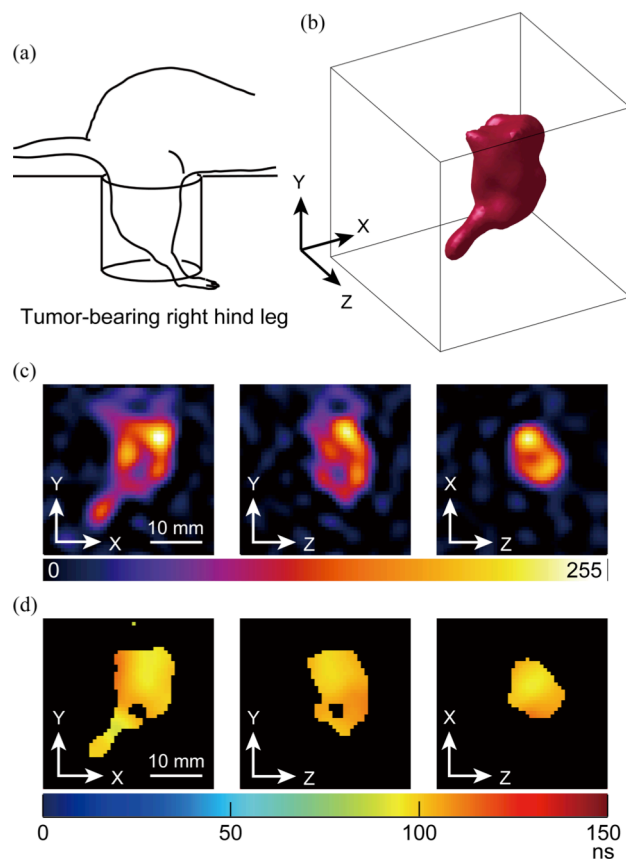 (a)
(b)
Y
X
Z
Tumor-bearing right hind leg
(c)
Y
X
10 mm
Y
Z
X
Z
0
255
(d)
Y
X
10 mm
Y
Z
X
Z
0
50
100
150
ns